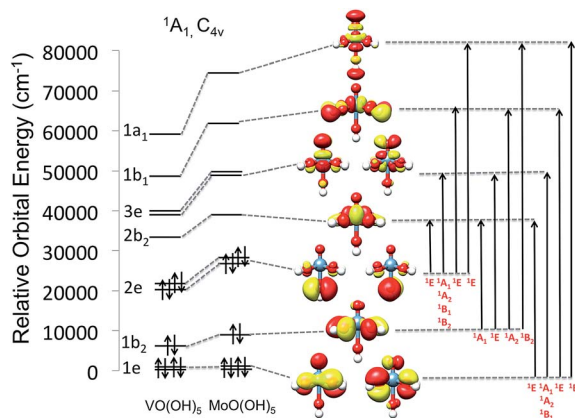 ¹A₁, C₄ᵥ
Relative Orbital Energy (cm⁻¹)
80000
70000
60000
50000
40000
30000
20000
10000
0
1a₁
1b₁
3e
2b₂
2e
1b₂
1e
VO(OH)₅ MoO(OH)₅
¹E ¹A₁ ¹E ¹E
¹A₂
¹B₁
¹B₂
¹A₁ ¹E ¹A₂ ¹B₂
¹E ¹A₁ ¹E
¹A₂